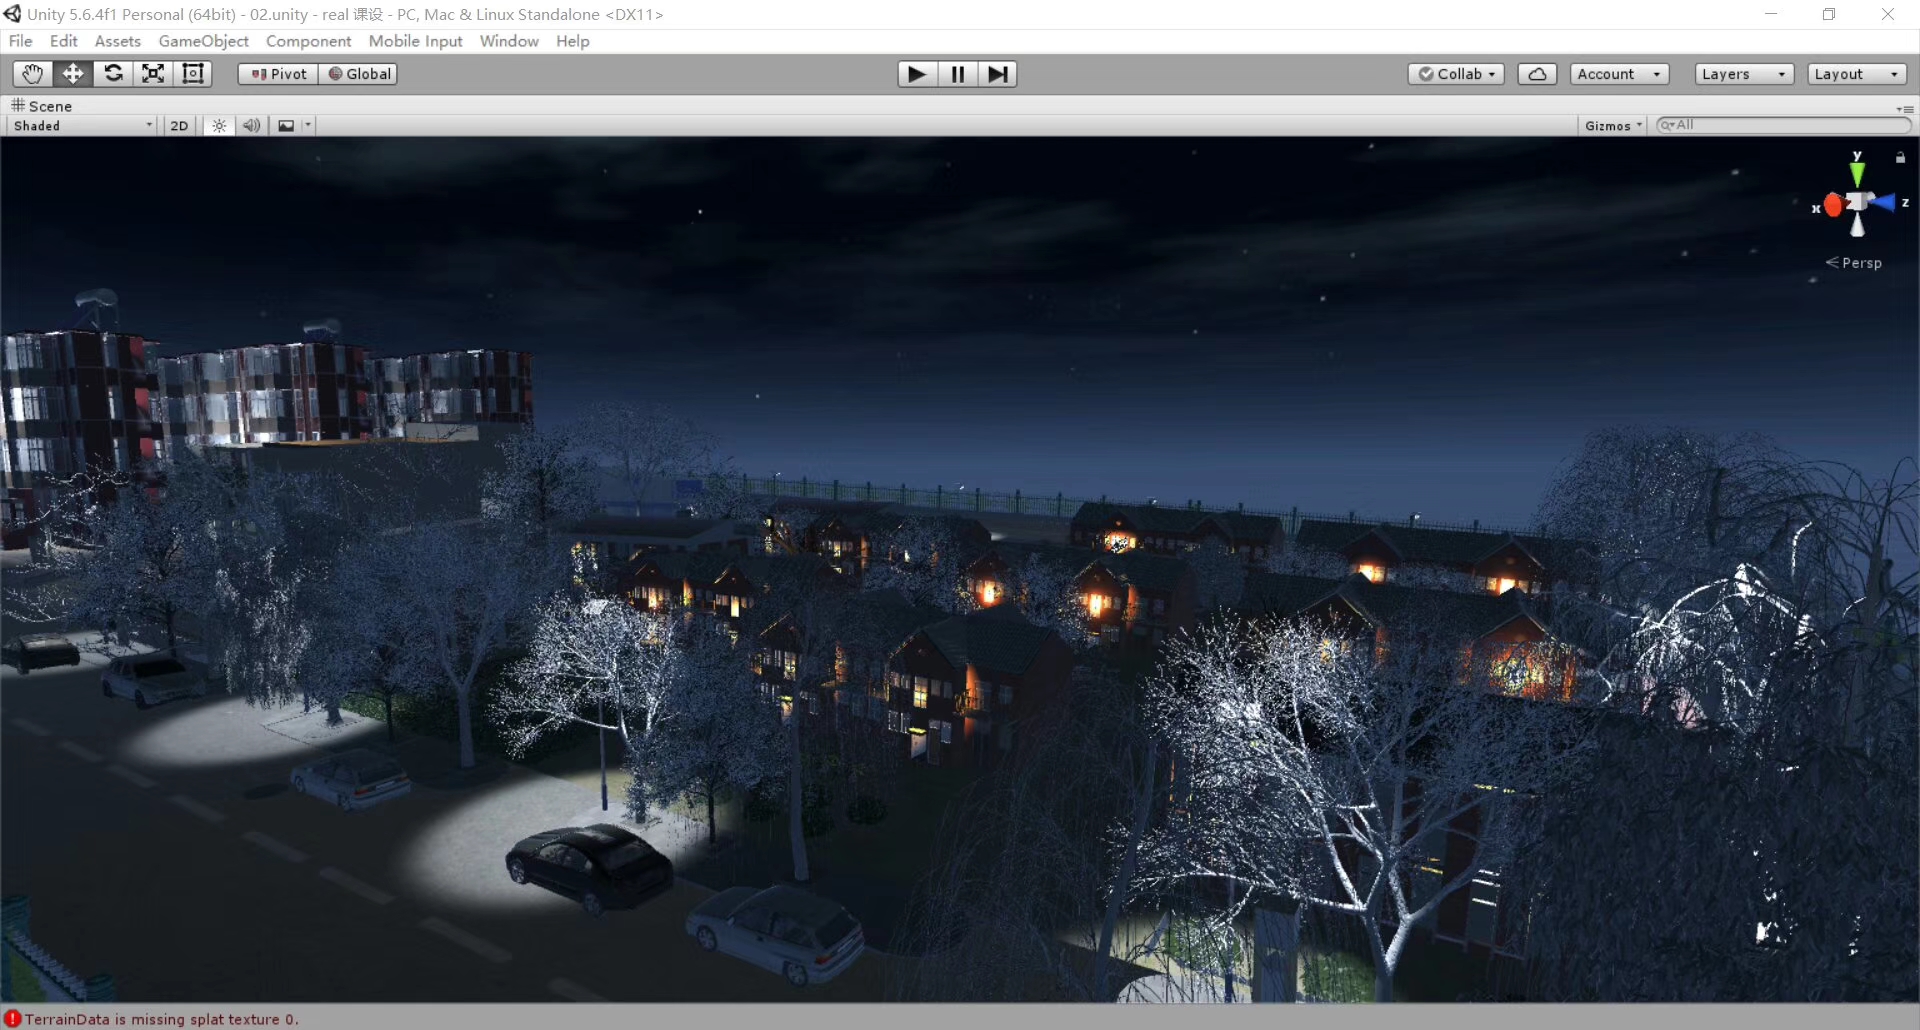 Unity 5.6.4f1 Personal (64bit) - 02.unity - real 课设 - PC, Mac & Linux Standalone <DX11>
File Edit Assets GameObject Component Mobile Input Window Help
Pivot Global Collab Account Layers Layout
Scene
Shaded 2D Gizmos All
y
x z
Persp
TerrainData is missing splat texture 0.